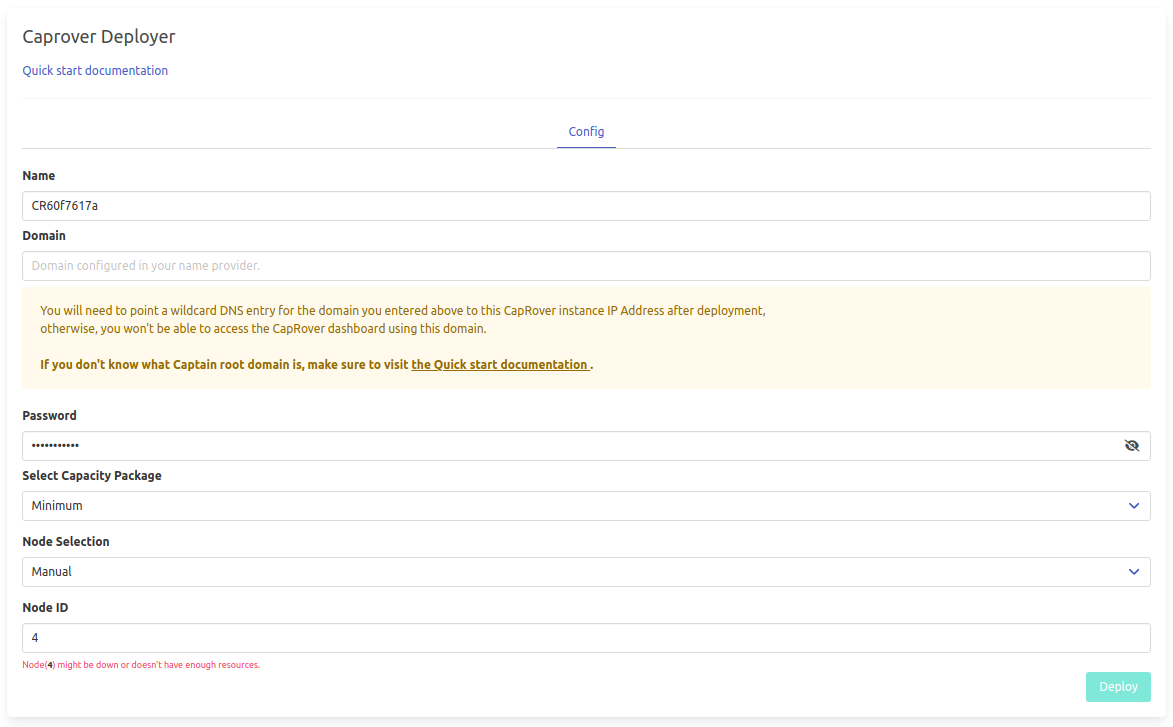 Caprover Deployer
Quick start documentation
Config
Name
CR60f7617a
Domain
Domain configured in your name provider.
You will need to point a wildcard DNS entry for the domain you entered above to this CapRover instance IP Address after deployment,
otherwise, you won't be able to access the CapRover dashboard using this domain.
If you don't know what Captain root domain is, make sure to visit the Quick start documentation .
Password
•••••••••••
Select Capacity Package
Minimum
Node Selection
Manual
Node ID
4
Node(4) might be down or doesn't have enough resources.
Deploy